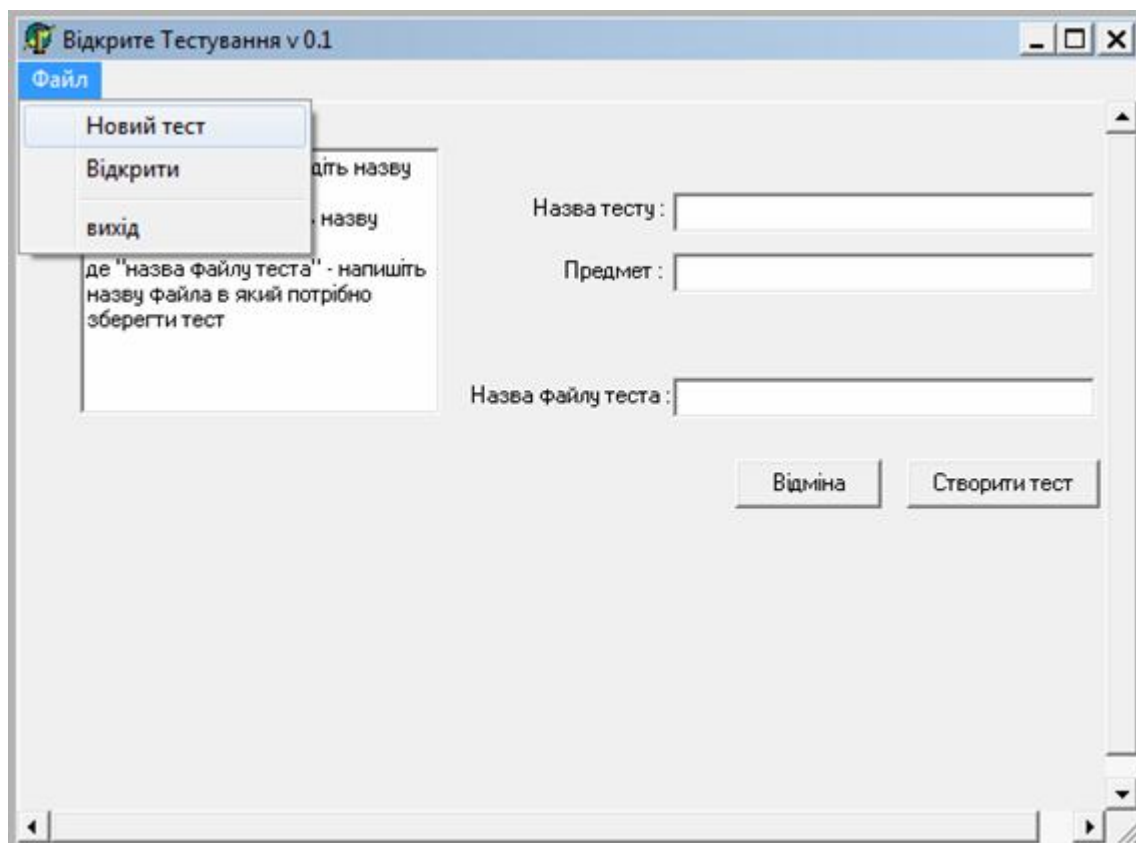 Відкрите Тестування v 0.1
Файл
Новий тест
Відкрити
вихід
назву
назву
де "назва файлу теста" - напишіть
назву файла в який потрібно
зберегти тест
Назва тесту :
Предмет :
Назва файлу теста :
Відміна
Створити тест